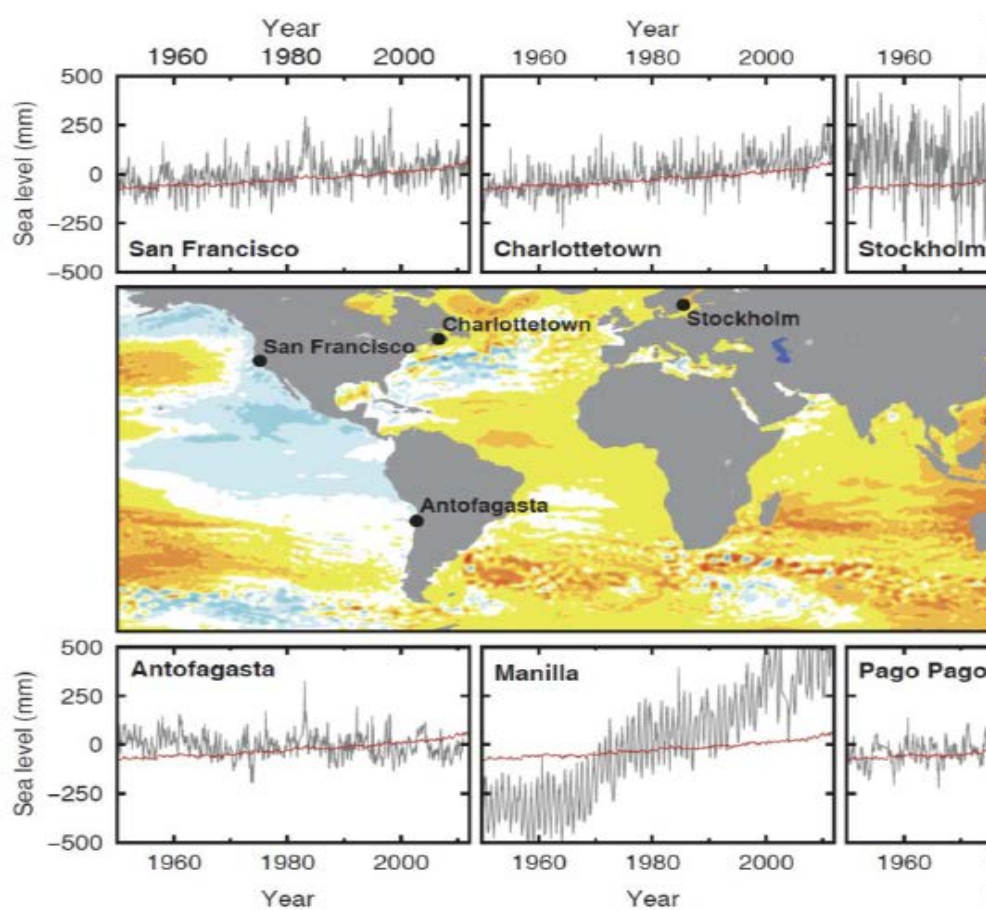 Year Year
1960 1980 2000 1980 2000 1960
500
250
0
−250
−500
Sea level (mm)
San Francisco Charlottetown Stockholm
Charlottetown Stockholm
San Francisco
Antofagasta
500
250
0
−250
−500
Sea level (mm)
Antofagasta Manilla Pago Pago
1960 1980 2000 1960 1980 2000 1960
Year Year